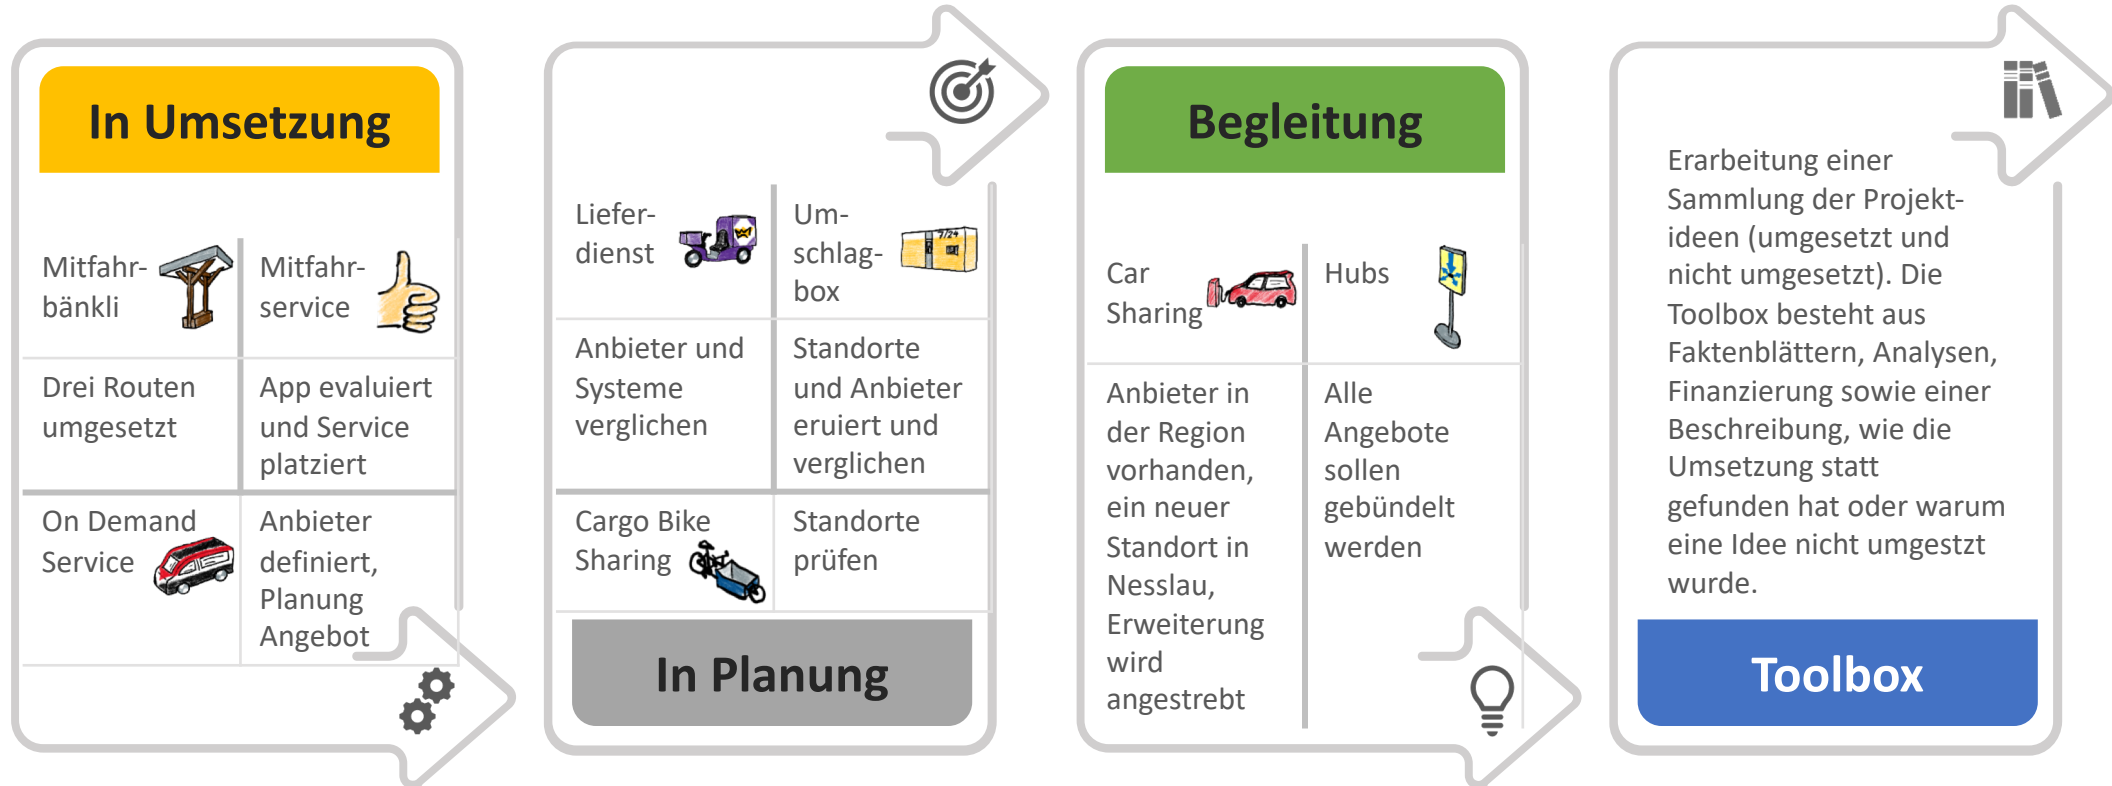 In Umsetzung
Mitfahr-
bänkli
Mitfahr-
service
Drei Routen
umgesetzt
App evaluiert
und Service
platziert
On Demand
Service
Anbieter
definiert,
Planung
Angebot
Liefer-
dienst
Um-
schlag-
box
7/24
Anbieter und
Systeme
verglichen
Standorte
und Anbieter
eruiert und
verglichen
Cargo Bike
Sharing
Standorte
prüfen
In Planung
Begleitung
Car
Sharing
Hubs
Anbieter in
der Region
vorhanden,
ein neuer
Standort in
Nesslau,
Erweiterung
wird
angestrebt
Alle
Angebote
sollen
gebündelt
werden
Erarbeitung einer
Sammlung der Projekt-
ideen (umgesetzt und
nicht umgesetzt). Die
Toolbox besteht aus
Faktenblättern, Analysen,
Finanzierung sowie einer
Beschreibung, wie die
Umsetzung statt
gefunden hat oder warum
eine Idee nicht umgestzt
wurde.
Toolbox